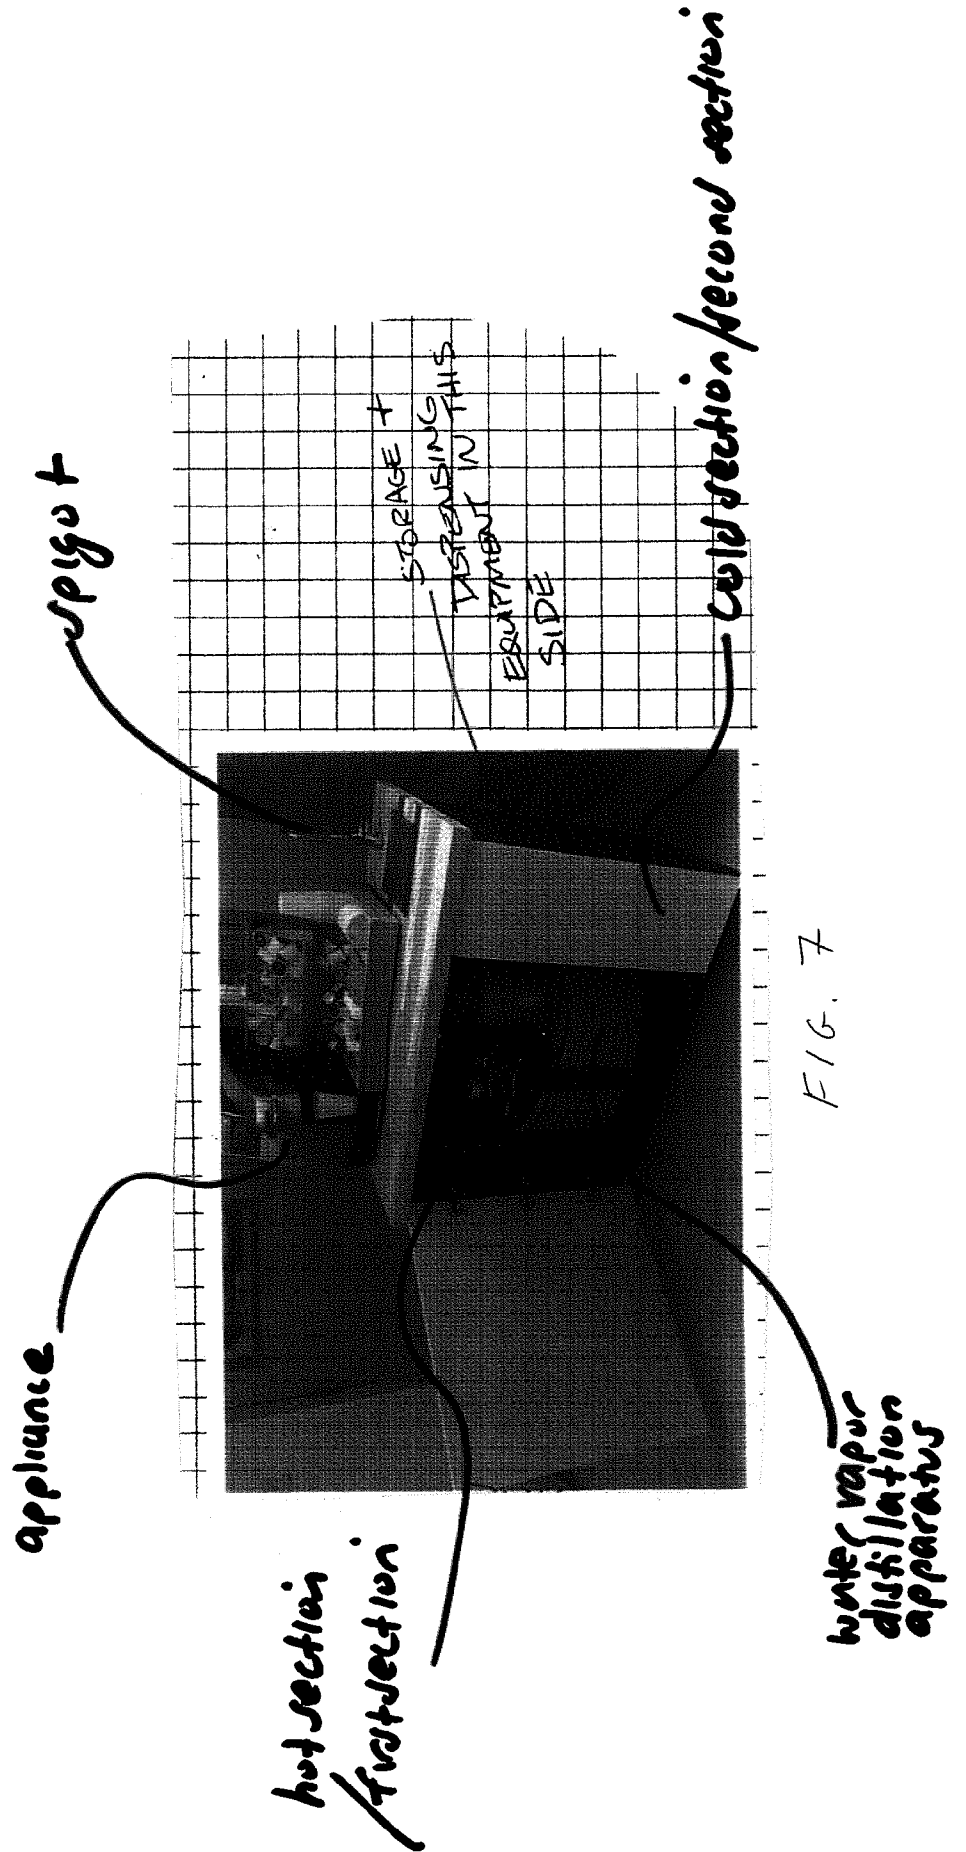 appliance
spigot
STORAGE +
DISPENSING
EQUIPMENT IN THIS
SIDE
hot section
/first section
cold section/second section
water vapor
distillation
apparatus
FIG. 7